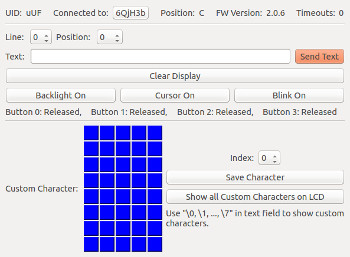 UID: uUF Connected to: 6QjH3b Position: C FW Version: 2.0.6 Timeouts: 0
Line: 0 Position: 0
Text: Send Text
Clear Display
Backlight On Cursor On Blink On
Button 0: Released, Button 1: Released, Button 2: Released, Button 3: Released
Index: 0
Save Character
Custom Character:
Show all Custom Characters on LCD
Use "\0, \1, ..., \7" in text field to show custom
characters.